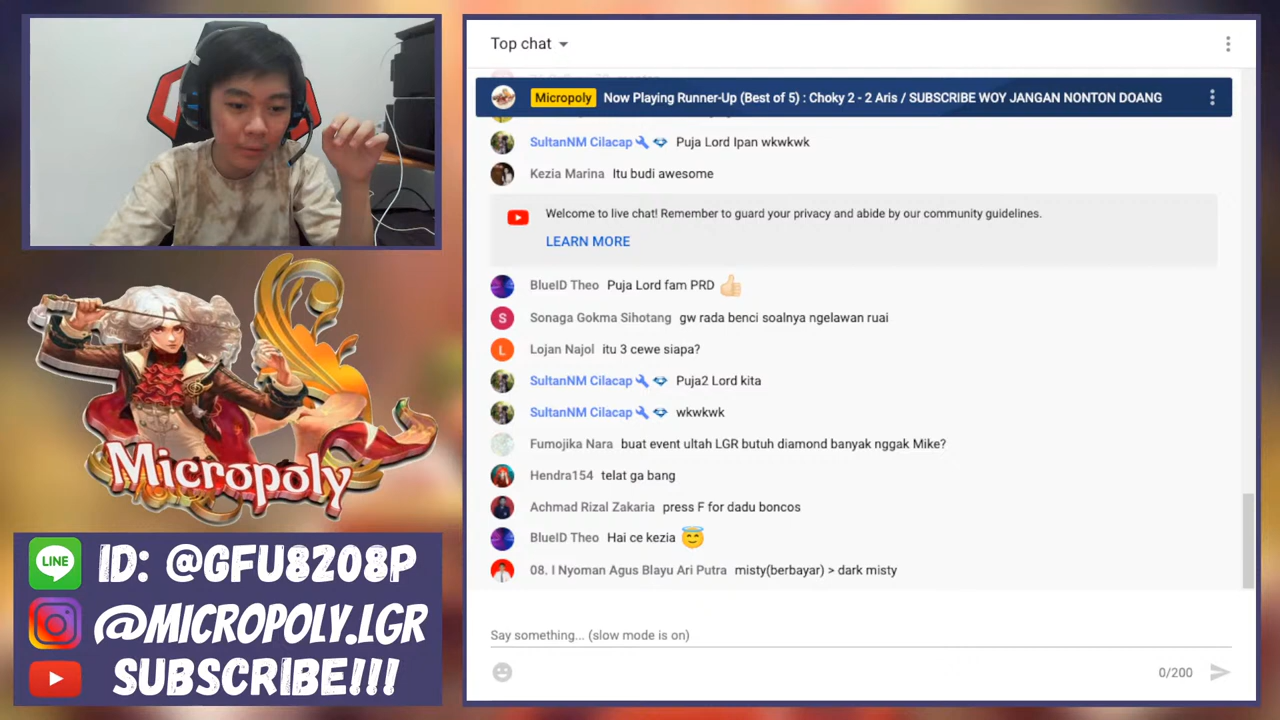 Top chat
Micropoly Now Playing Runner-Up (Best of 5) : Choky 2 - 2 Aris / SUBSCRIBE WOY JANGAN NONTON DOANG
SultanNM Cilacap Puja Lord Ipan wkwkwk
Kezia Marina Itu budi awesome
Welcome to live chat! Remember to guard your privacy and abide by our community guidelines.
LEARN MORE
BlueID Theo Puja Lord fam PRD 👍
S Sonaga Gokma Sihotang gw rada benci soalnya ngelawan ruai
L Lojan Najol itu 3 cewe siapa?
SultanNM Cilacap Puja2 Lord kita
SultanNM Cilacap wkwkwk
Fumojika Nara buat event ultah LGR butuh diamond banyak nggak Mike?
Hendra154 telat ga bang
Achmad Rizal Zakaria press F for dadu boncos
BlueID Theo Hai ce kezia 😇
08. I Nyoman Agus Blayu Ari Putra misty(berbayar) > dark misty
Say something... (slow mode is on)
0/200
Micropoly
LINE ID: @GFU8208P
@MICROPOLY.LGR
SUBSCRIBE!!!